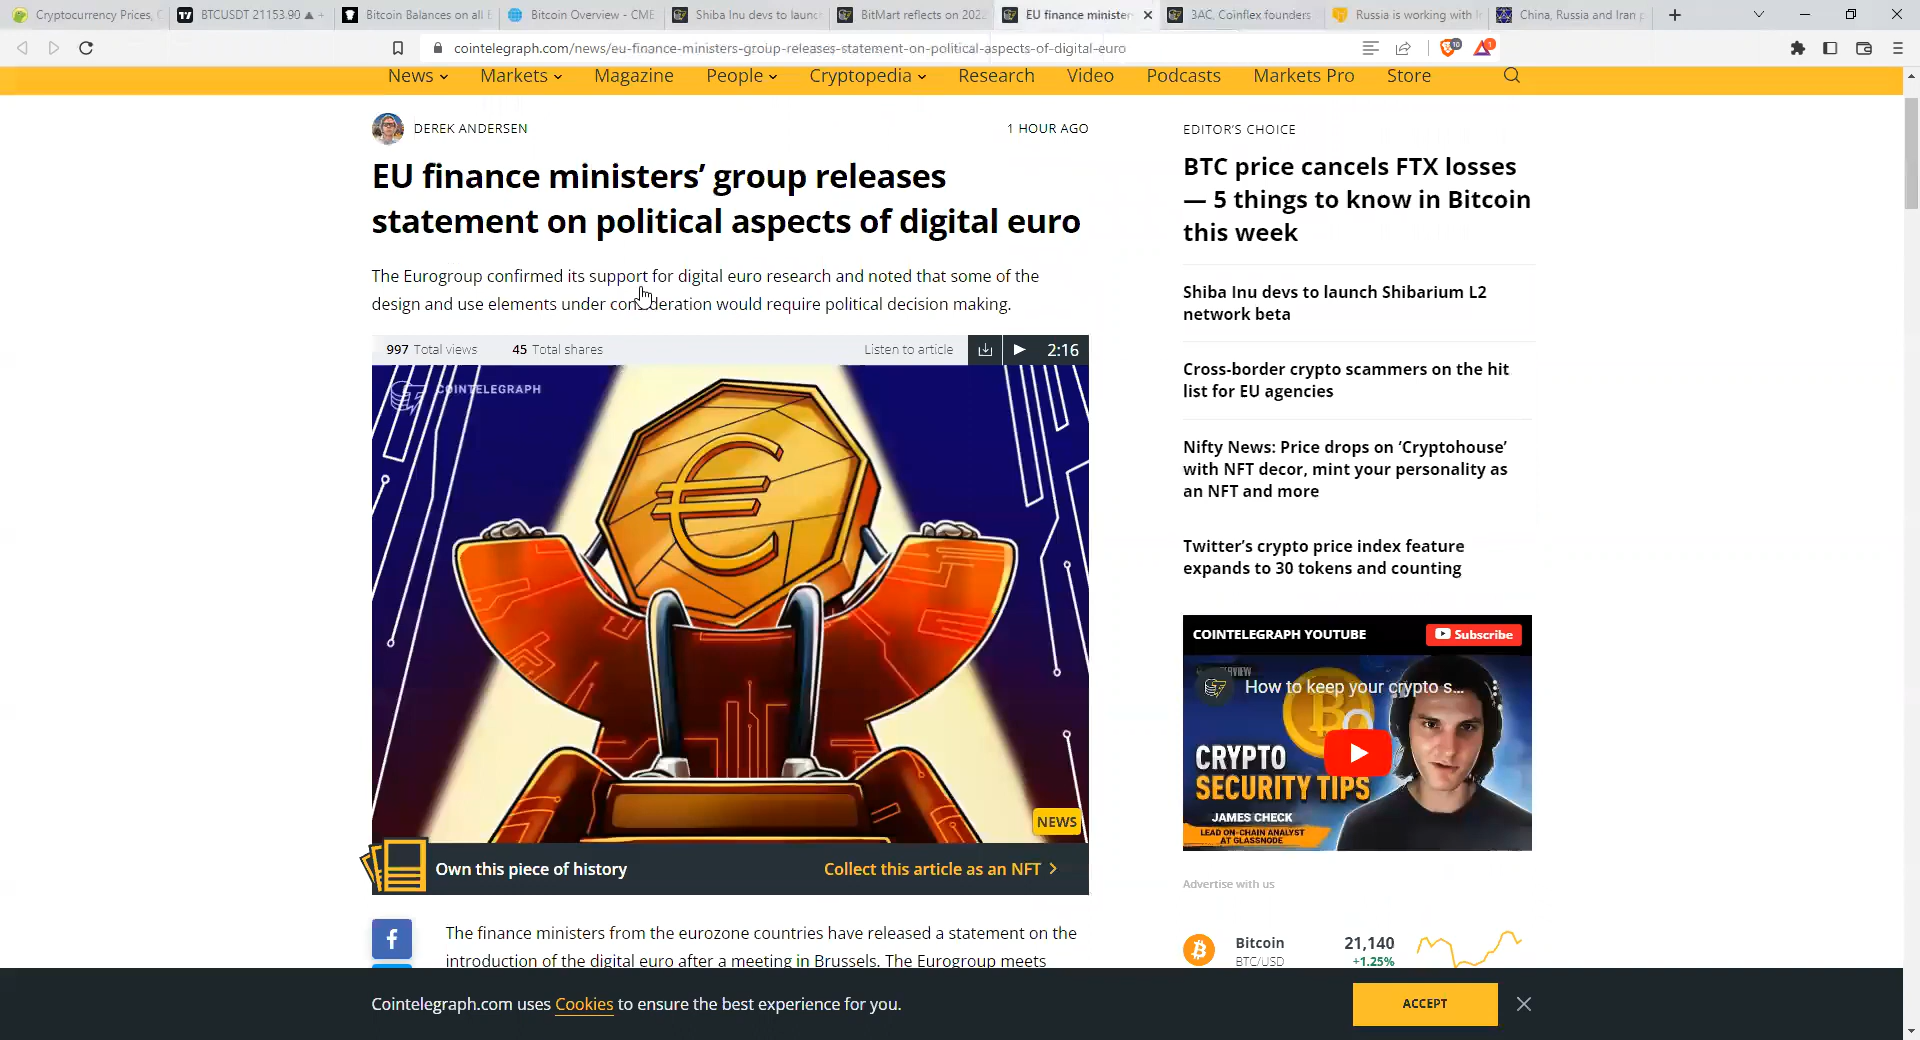 Cryptocurrency Prices, C
BTCUSDT 21153.90 ▲ +
Bitcoin Balances on all E
Bitcoin Overview - CME
Shiba Inu devs to launch
BitMart reflects on 2022
EU finance minister
3AC, Coinflex founders
Russia is working with Ir
China, Russia and Iran p
cointelegraph.com/news/eu-finance-ministers-group-releases-statement-on-political-aspects-of-digital-euro
10
1
News
Markets
Magazine
People
Cryptopedia
Research
Video
Podcasts
Markets Pro
Store
DEREK ANDERSEN
1 HOUR AGO
EU finance ministers’ group releases
statement on political aspects of digital euro
The Eurogroup confirmed its support for digital euro research and noted that some of the
design and use elements under consideration would require political decision making.
997 Total views
45 Total shares
Listen to article
2:16
COINTELEGRAPH
€
NEWS
Own this piece of history
Collect this article as an NFT >
The finance ministers from the eurozone countries have released a statement on the
introduction of the digital euro after a meeting in Brussels. The Eurogroup meets
EDITOR’S CHOICE
BTC price cancels FTX losses
— 5 things to know in Bitcoin
this week
Shiba Inu devs to launch Shibarium L2
network beta
Cross-border crypto scammers on the hit
list for EU agencies
Nifty News: Price drops on ‘Cryptohouse’
with NFT decor, mint your personality as
an NFT and more
Twitter’s crypto price index feature
expands to 30 tokens and counting
COINTELEGRAPH YOUTUBE
Subscribe
How to keep your crypto s...
CRYPTO
SECURITY TIPS
JAMES CHECK
LEAD ON-CHAIN ANALYST
AT GLASSNODE
Advertise with us
Bitcoin
21,140
BTC/USD
+1.25%
Cointelegraph.com uses Cookies to ensure the best experience for you.
ACCEPT